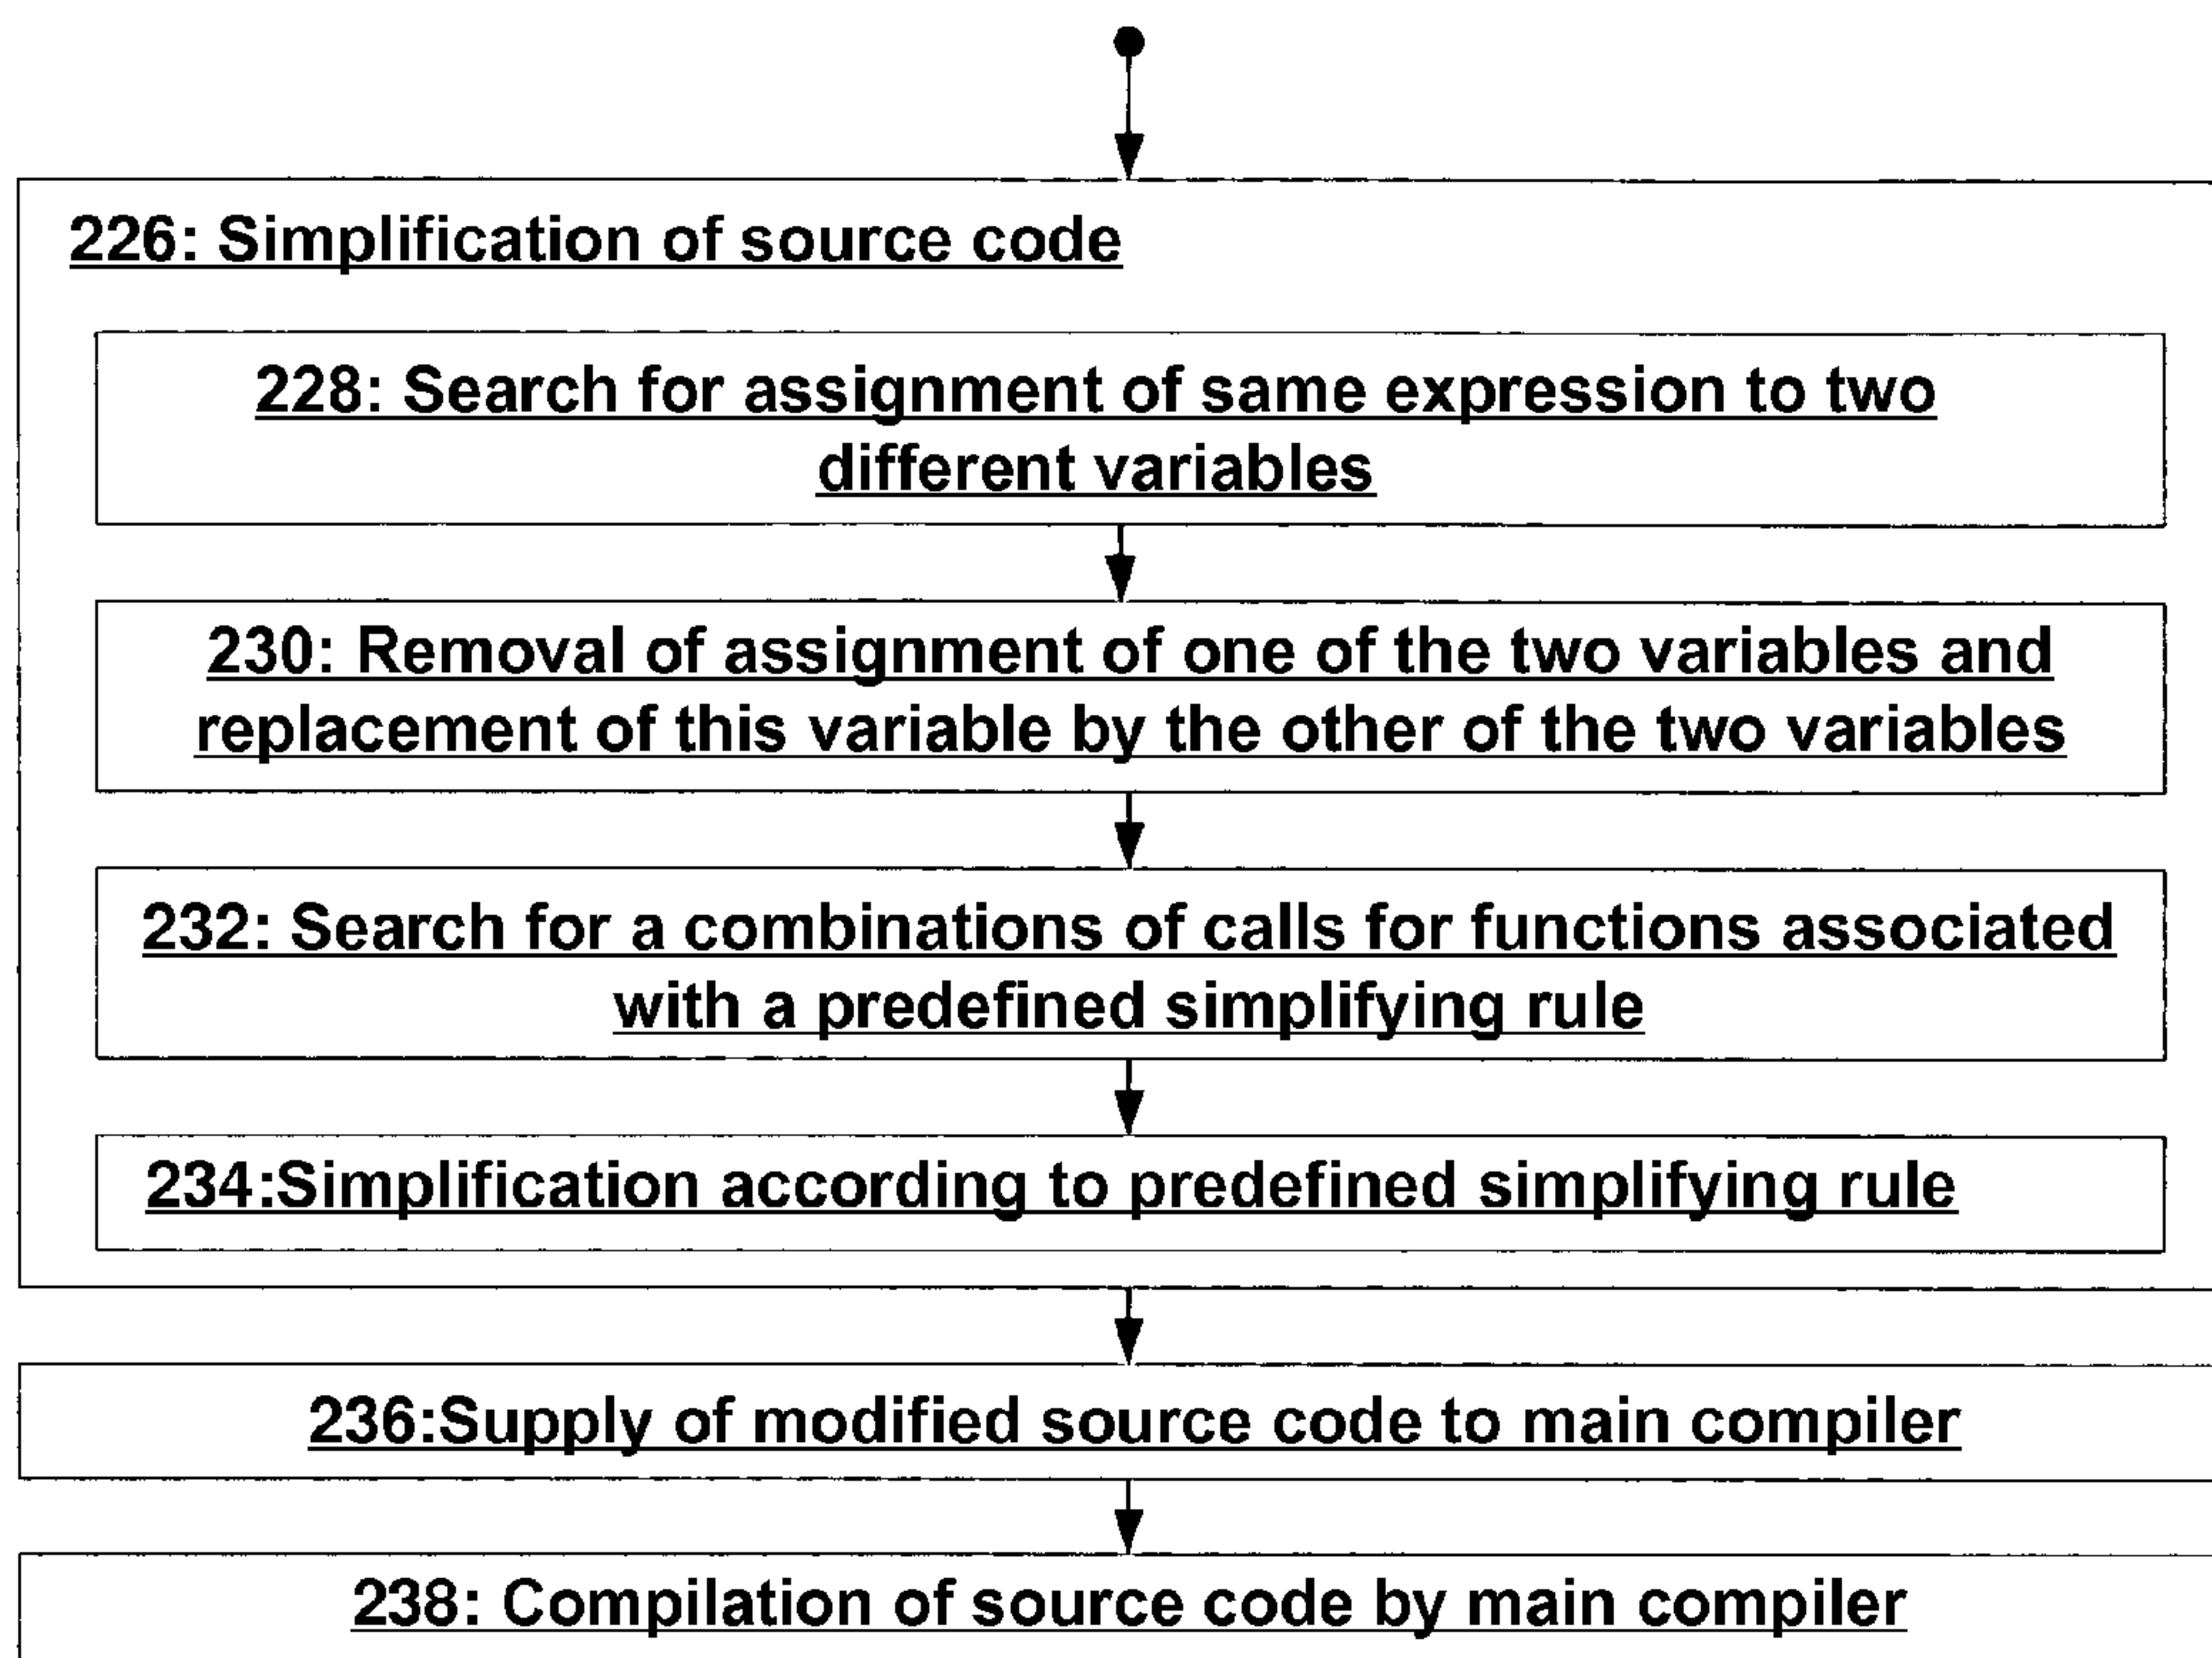 226: Simplification of source code
228: Search for assignment of same expression to two
different variables
230: Removal of assignment of one of the two variables and
replacement of this variable by the other of the two variables
232: Search for a combinations of calls for functions associated
with a predefined simplifying rule
234:Simplification according to predefined simplifying rule
236:Supply of modified source code to main compiler
238: Compilation of source code by main compiler